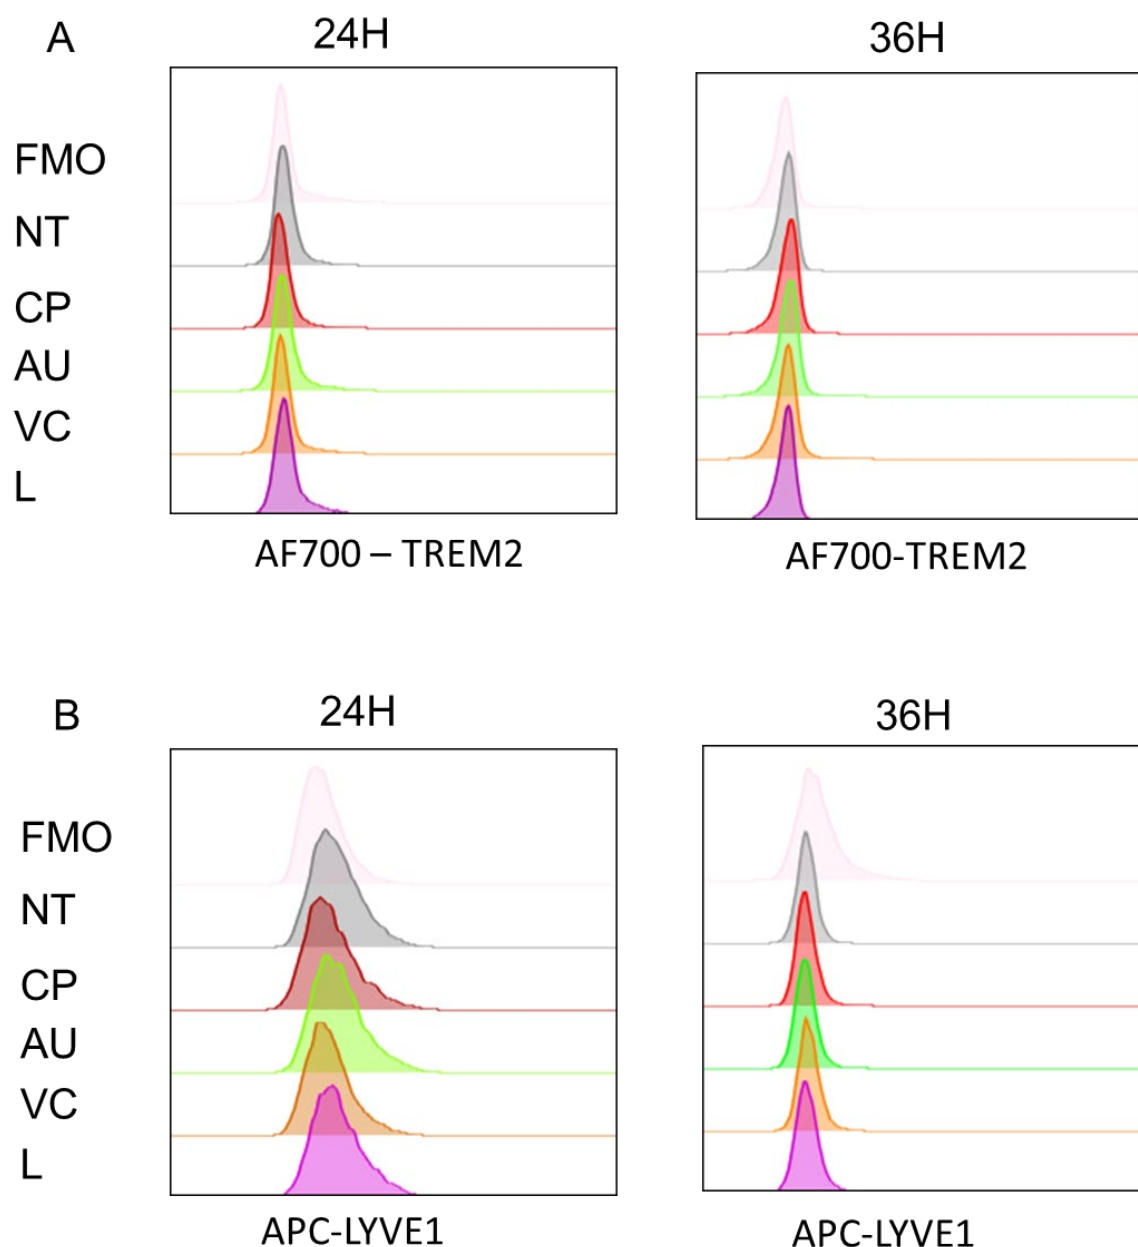 A
24H
36H
FMO
NT
CP
AU
VC
L
AF700 – TREM2
AF700-TREM2
B
24H
36H
FMO
NT
CP
AU
VC
L
APC-LYVE1
APC-LYVE1